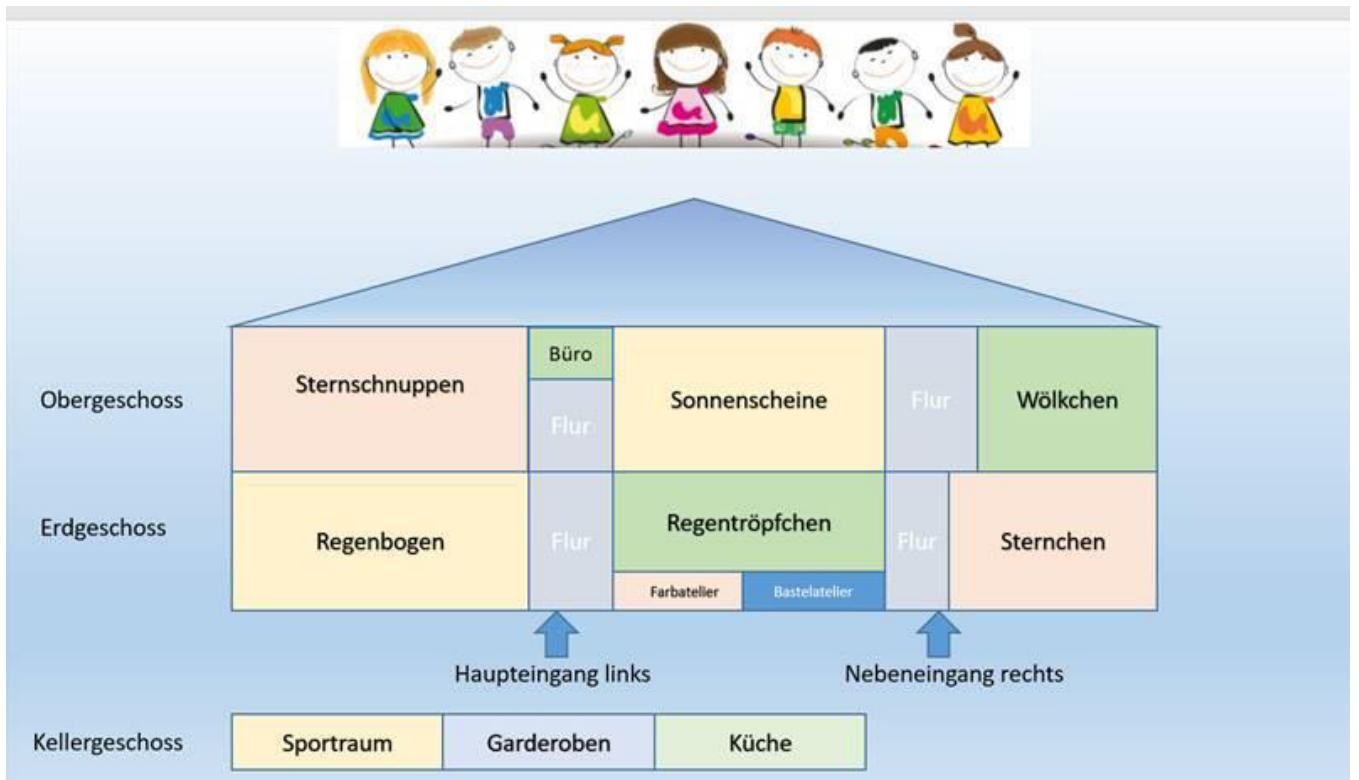 Obergeschoss
Sternschnuppen
Büro
Flur
Sonnenscheine
Flur
Wölkchen
Erdgeschoss
Regenbogen
Flur
Regentröpfchen
Farbatelier
Bastelatelier
Flur
Sternchen
Haupteingang links
Nebeneingang rechts
Kellergeschoss
Sportraum
Garderoben
Küche